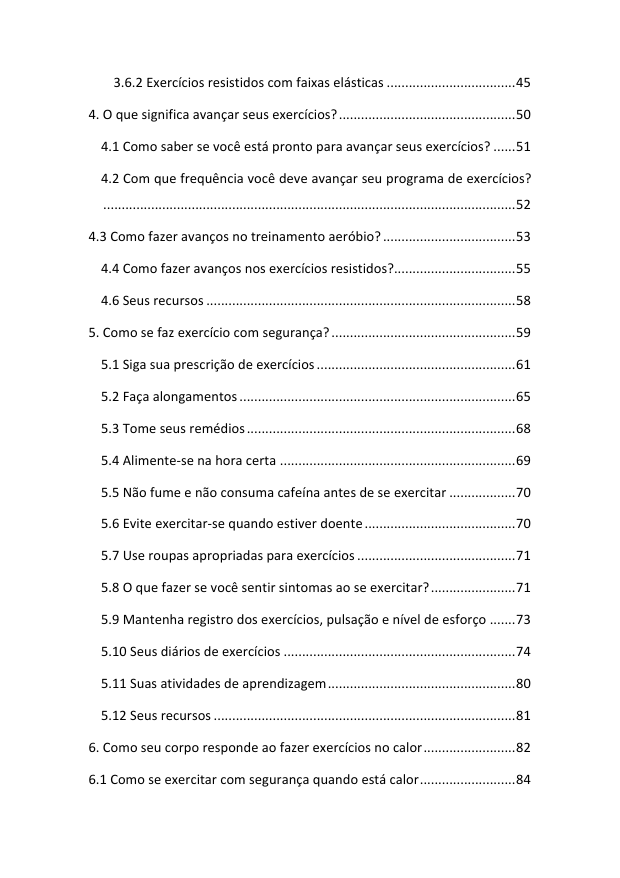 3.6.2 Exercícios resistidos com faixas elásticas ..................................45
4. O que significa avançar seus exercícios? ...............................................50
4.1 Como saber se você está pronto para avançar seus exercícios? ......51
4.2 Com que frequência você deve avançar seu programa de exercícios?
...............................................................................................................52
4.3 Como fazer avanços no treinamento aeróbio? ...................................53
4.4 Como fazer avanços nos exercícios resistidos?................................55
4.6 Seus recursos ...................................................................................58
5. Como se faz exercício com segurança? .................................................59
5.1 Siga sua prescrição de exercícios .....................................................61
5.2 Faça alongamentos ..........................................................................65
5.3 Tome seus remédios ........................................................................68
5.4 Alimente-se na hora certa ...............................................................69
5.5 Não fume e não consuma cafeína antes de se exercitar ..................70
5.6 Evite exercitar-se quando estiver doente ........................................70
5.7 Use roupas apropriadas para exercícios ..........................................71
5.8 O que fazer se você sentir sintomas ao se exercitar? .......................71
5.9 Mantenha registro dos exercícios, pulsação e nível de esforço .......73
5.10 Seus diários de exercícios ..............................................................74
5.11 Suas atividades de aprendizagem ..................................................80
5.12 Seus recursos .................................................................................81
6. Como seu corpo responde ao fazer exercícios no calor ........................82
6.1 Como se exercitar com segurança quando está calor..........................84